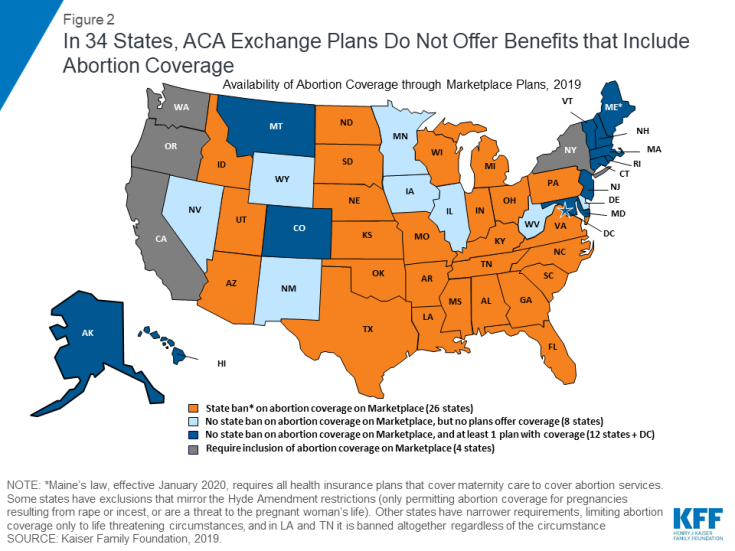 Figure 2
In 34 States, ACA Exchange Plans Do Not Offer Benefits that Include
Abortion Coverage
Availability of Abortion Coverage through Marketplace Plans, 2019
WA
OR
CA
NV
ID
MT
WY
UT
AZ
CO
NM
ND
SD
NE
KS
OK
TX
MN
IA
MO
AR
LA
WI
IL
MI
IN
OH
KY
TN
MS
AL
GA
FL
SC
NC
VA
WV
PA
NY
VT
ME*
NH
MA
RI
CT
NJ
DE
MD
DC
AK
HI
State ban* on abortion coverage on Marketplace (26 states)
No state ban on abortion coverage on Marketplace, but no plans offer coverage (8 states)
No state ban on abortion coverage on Marketplace, and at least 1 plan with coverage (12 states + DC)
Require inclusion of abortion coverage on Marketplace (4 states)
NOTE: *Maine's law, effective January 2020, requires all health insurance plans that cover maternity care to cover abortion services.
Some states have exclusions that mirror the Hyde Amendment restrictions (only permitting abortion coverage for pregnancies
resulting from rape or incest, or are a threat to the pregnant woman's life). Other states have narrower requirements, limiting abortion
coverage only to life threatening circumstances, and in LA and TN it is banned altogether regardless of the circumstance
SOURCE: Kaiser Family Foundation, 2019.
KFF
HENRY J KAISER
FAMILY FOUNDATION